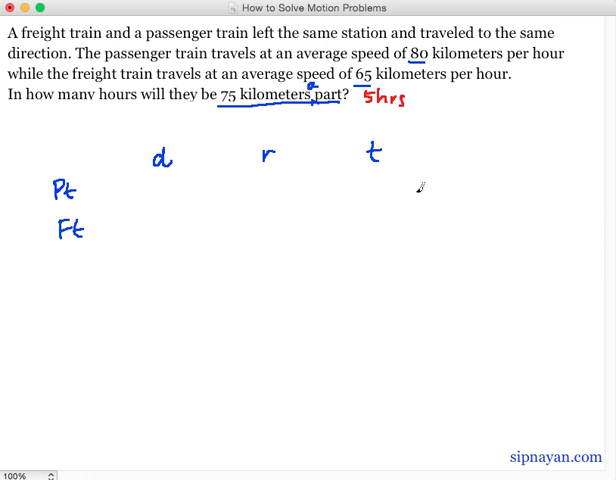 How to Solve Motion Problems
A freight train and a passenger train left the same station and traveled to the same
direction. The passenger train travels at an average speed of 80 kilometers per hour
while the freight train travels at an average speed of 65 kilometers per hour.
In how many hours will they be 75 kilometers apart? 5hrs
d r t
Pt
Ft
sipnayan.com
100%